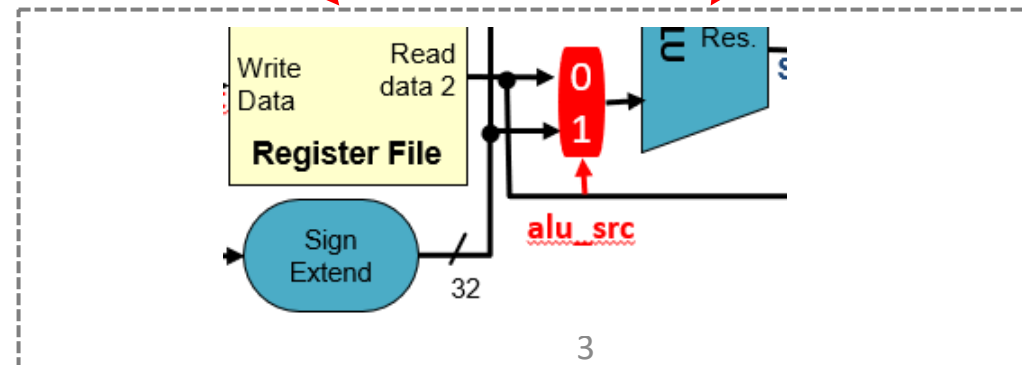 Write
Data
Read
data 2
Register File
0
1
Res.
alu_src
Sign
Extend
32
3